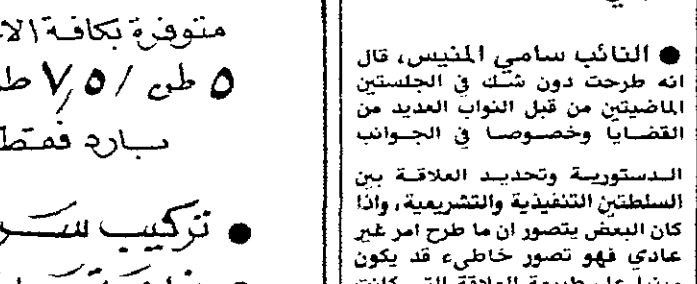 ● النائب سامي المنيس، قال
انه طرحت دون شك في الجلستين
الماضيتين من قبل النواب العديد من
القضايا وخصوصا في الجوانب
الدستورية وتحديد العلاقة بين
السلطتين التنفيذية والتشريعية، واذا
كان البعض يتصور ان ما طرح امر غير
عادي فهو تصور خاطيء قد يكون
متوفرة بكافة
٥ طن / ٧,٥
بارد فقط
● تركيب